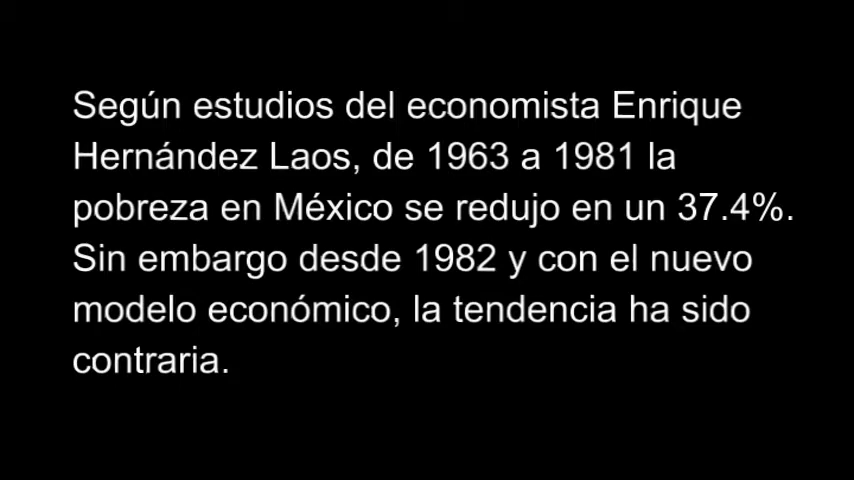 Según estudios del economista Enrique
Hernández Laos, de 1963 a 1981 la
pobreza en México se redujo en un 37.4%.
Sin embargo desde 1982 y con el nuevo
modelo económico, la tendencia ha sido
contraria.